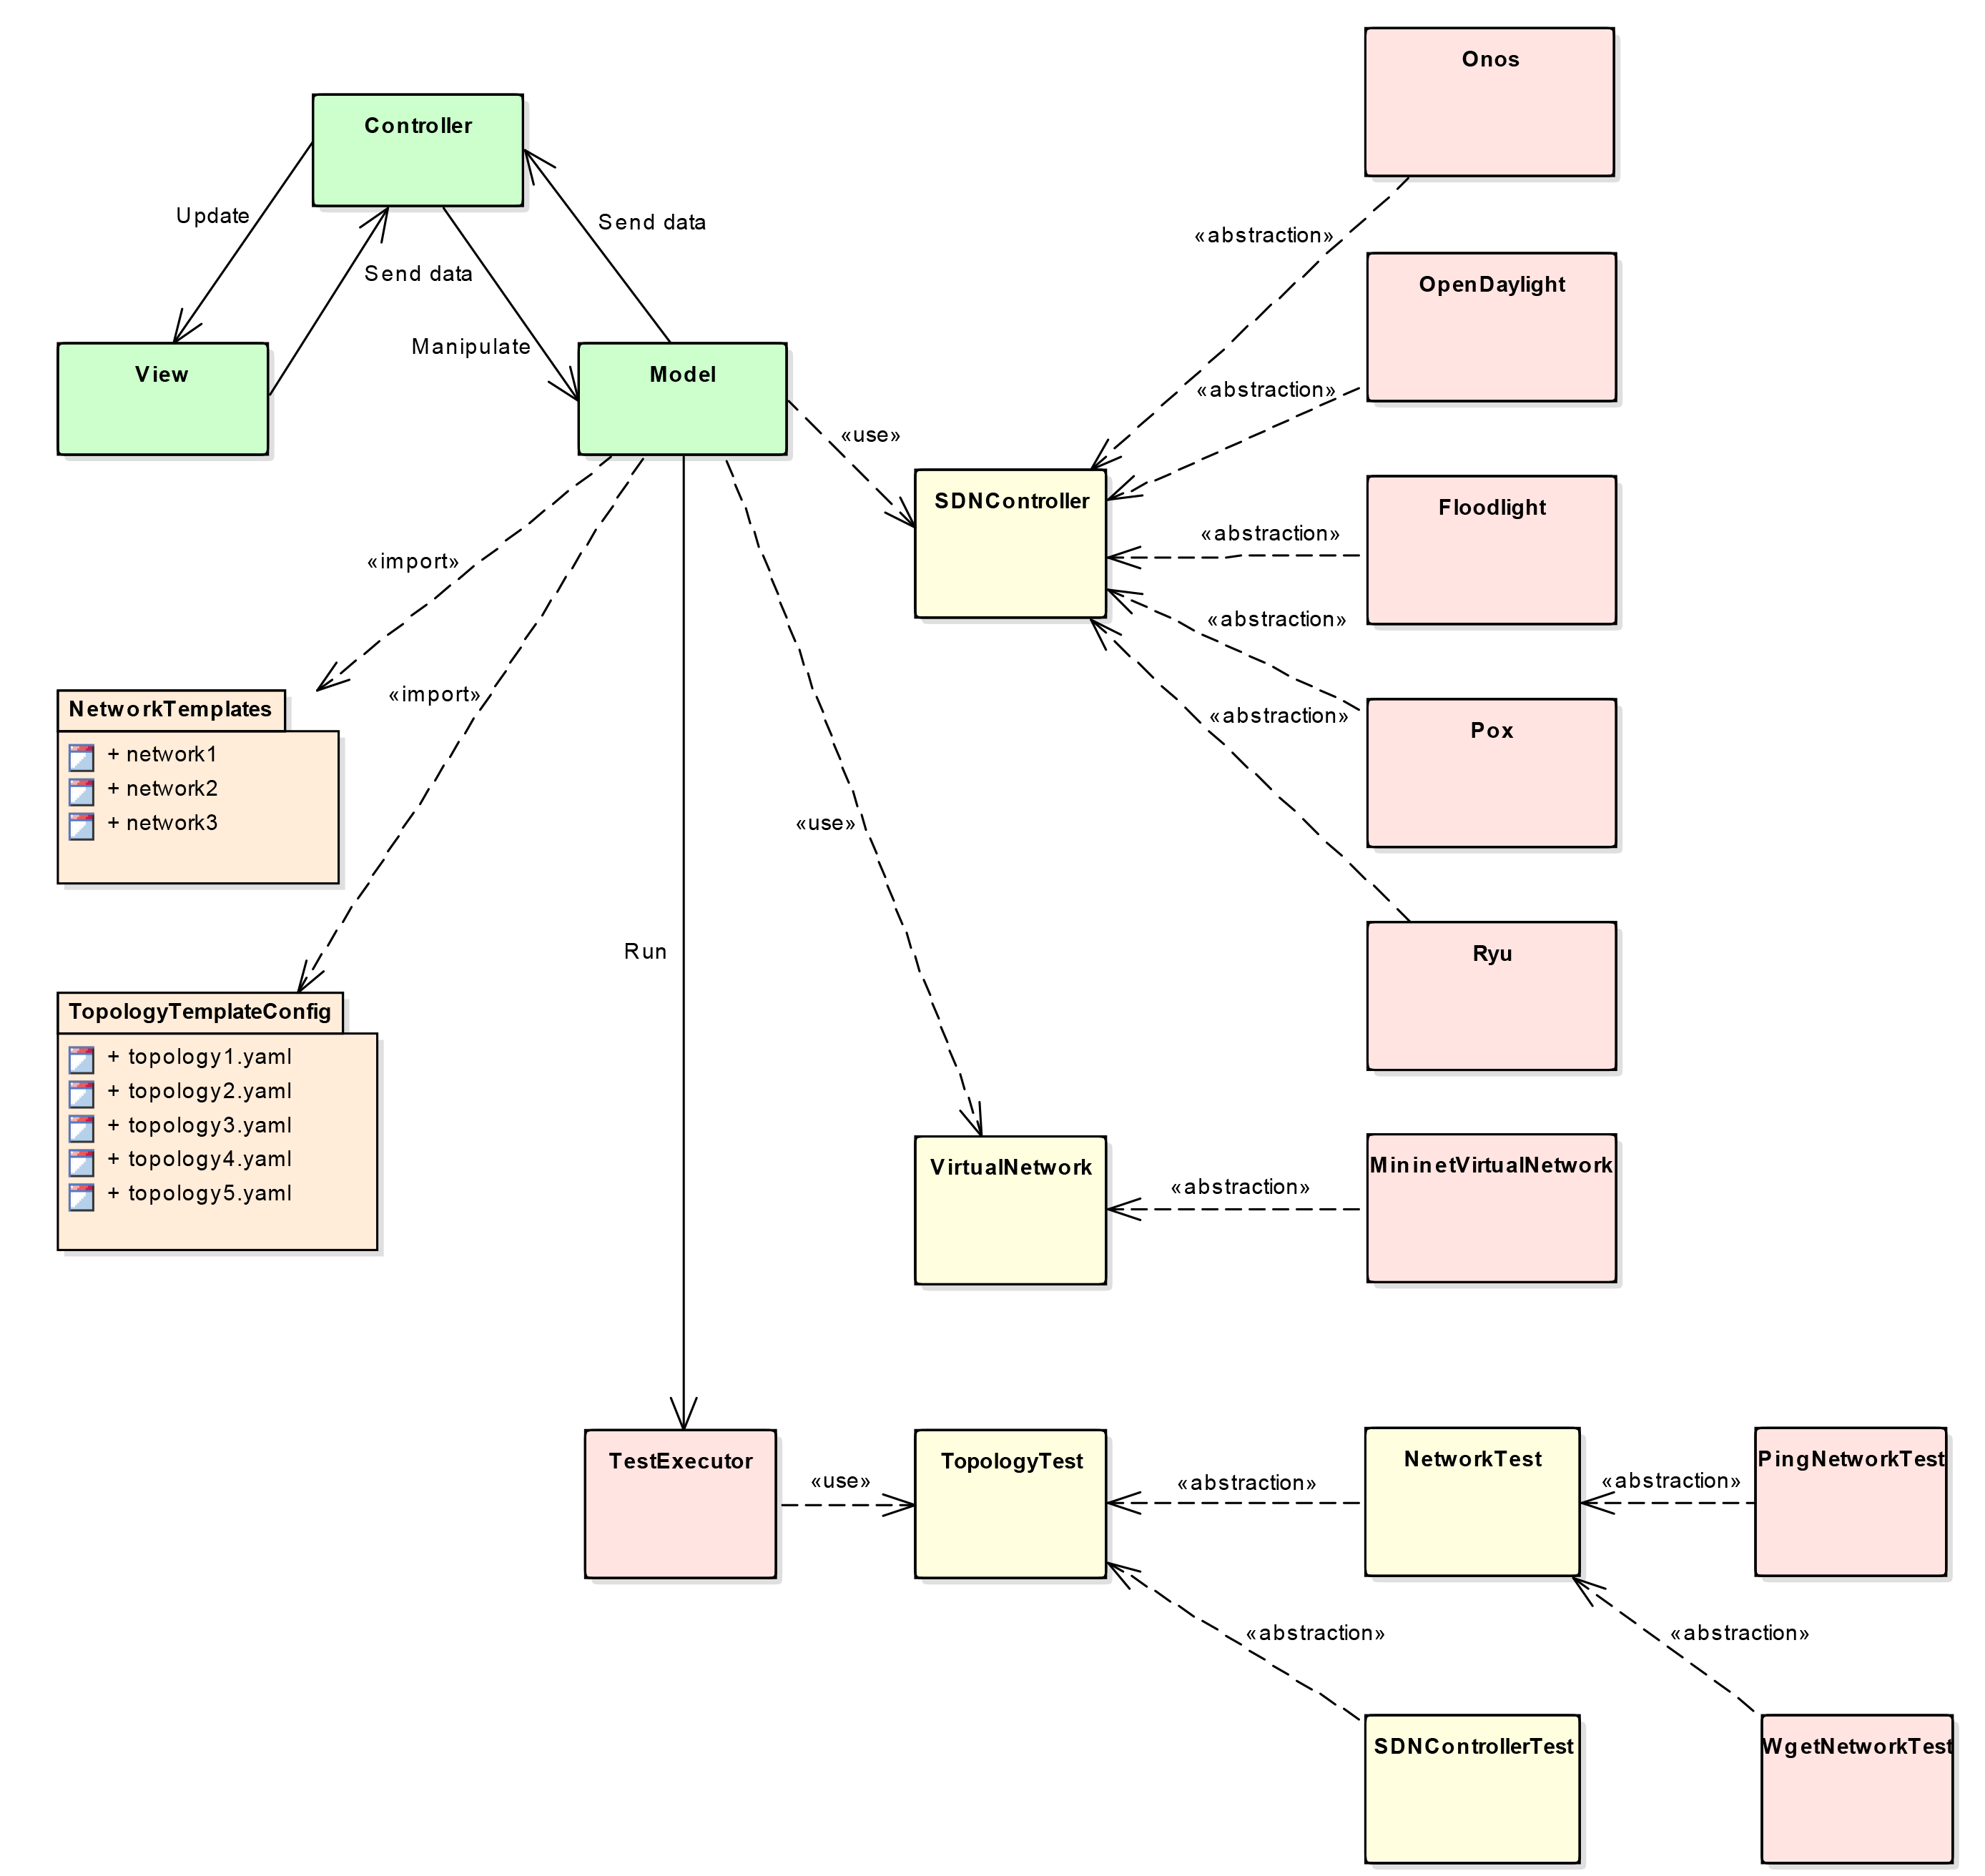 Onos
Controller
Update
Send data
«abstraction»
Send data
OpenDaylight
Manipulate
View
Model
«abstraction»
«use»
SDNController
Floodlight
«abstraction»
«import»
«abstraction»
«import»
NetworkTemplates
+ network1
+ network2
+ network3
«abstraction»
Pox
«use»
Run
Ryu
TopologyTemplateConfig
+ topology1.yaml
+ topology2.yaml
+ topology3.yaml
+ topology4.yaml
+ topology5.yaml
VirtualNetwork
«abstraction»
MininetVirtualNetwork
TestExecutor
«use»
TopologyTest
«abstraction»
NetworkTest
«abstraction»
PingNetworkTest
«abstraction»
«abstraction»
SDNControllerTest
WgetNetworkTest